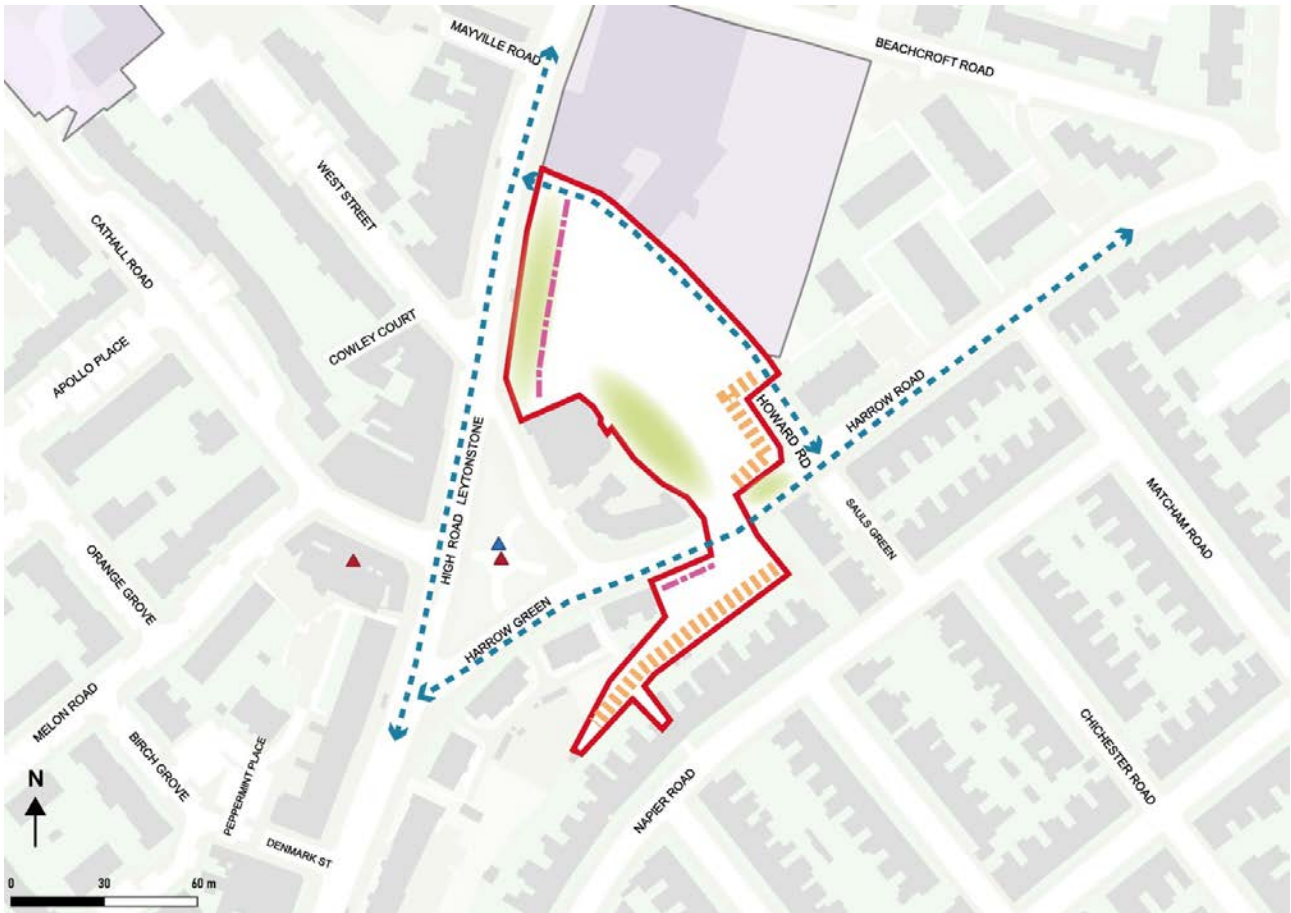 MAYVILLE ROAD
BEACHCROFT ROAD
WEST STREET
CATHALL ROAD
COWLEY COURT
APOLLO PLACE
HOWARD RD
HARROW ROAD
HIGH ROAD LEYTONSTONE
MATCHAM ROAD
SAULS GREEN
ORANGE GROVE
HARROW GREEN
MELON ROAD
BIRCH GROVE
PEPPERMINT PLACE
CHICHESTER ROAD
NAPIER ROAD
DENMARK ST
N
0 30 60 m